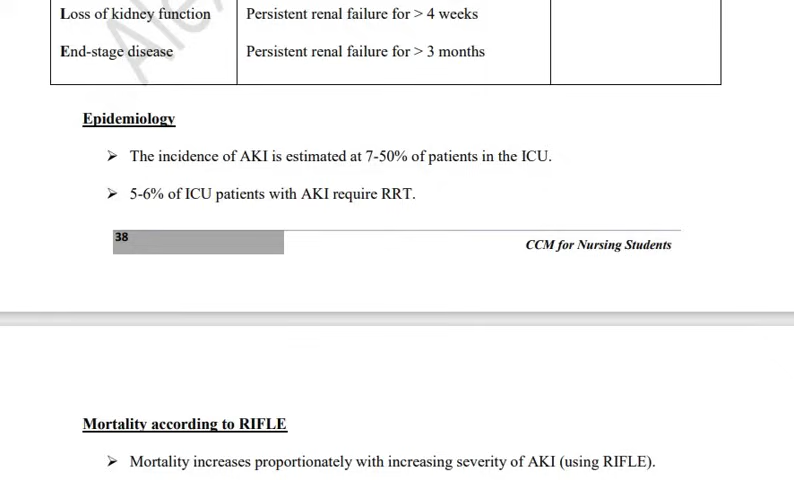 Loss of kidney function Persistent renal failure for > 4 weeks
End-stage disease Persistent renal failure for > 3 months
Epidemiology
➢ The incidence of AKI is estimated at 7-50% of patients in the ICU.
➢ 5-6% of ICU patients with AKI require RRT.
38
CCM for Nursing Students
Mortality according to RIFLE
➢ Mortality increases proportionately with increasing severity of AKI (using RIFLE).